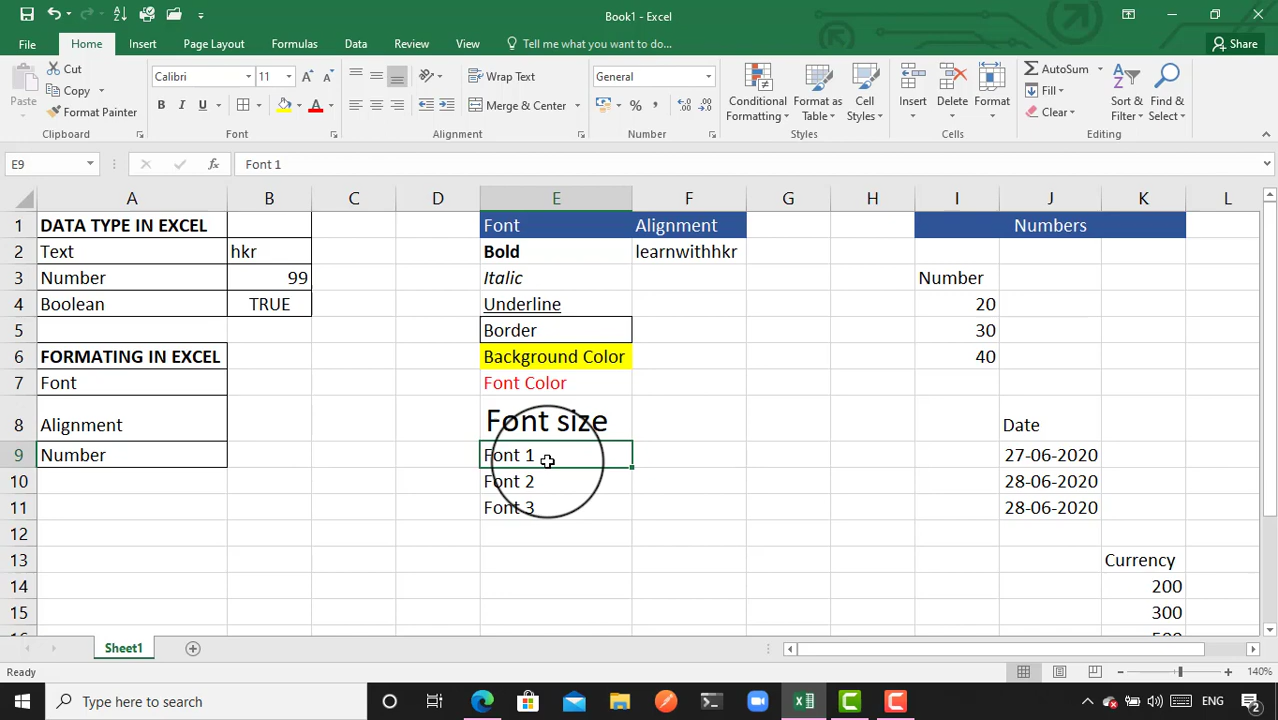 Book1 - Excel
File Home Insert Page Layout Formulas Data Review View Tell me what you want to do... Share
Paste Cut Copy Format Painter
Calibri 11
B I U
Wrap Text
Merge & Center
General
Conditional Formatting Format as Table Cell Styles
Insert Delete Format
AutoSum Fill Clear
Sort & Filter Find & Select
Clipboard Font Alignment Number Styles Cells Editing
E9 fx Font 1
A B C D E F G H I J K L
1 DATA TYPE IN EXCEL Font Alignment Numbers
2 Text hkr Bold learnwithhkr
3 Number 99 Italic Number
4 Boolean TRUE Underline 20
5 Border 30
6 FORMATING IN EXCEL Background Color 40
7 Font Font Color
8 Alignment Font size Date
9 Number Font 1 27-06-2020
10 Font 2 28-06-2020
11 Font 3 28-06-2020
12
13 Currency
14 200
15 300
Sheet1
Ready 140%
Type here to search ENG 2